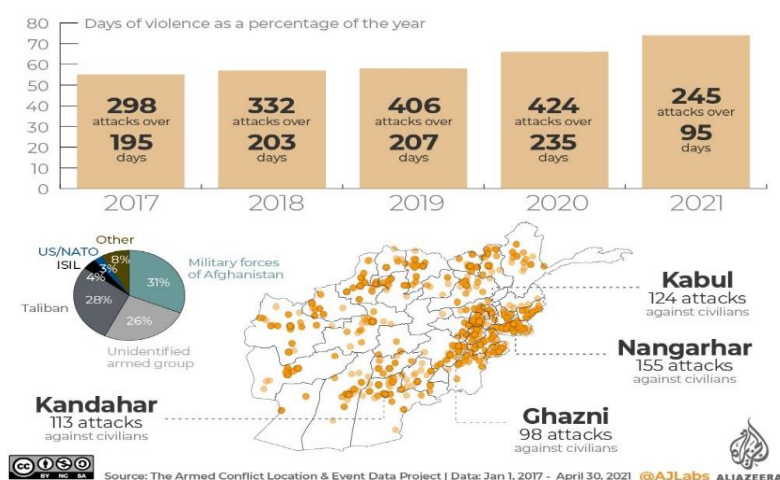 Days of violence as a percentage of the year
80
70
60
50
40
30
20
10
0
298
attacks over
195
days
332
attacks over
203
days
406
attacks over
207
days
424
attacks over
235
days
245
attacks over
95
days
2017
2018
2019
2020
2021
Other
8%
US/NATO
3%
ISIL
4%
Taliban
28%
Military forces
of Afghanistan
31%
26%
Unidentified
armed group
Kabul
124 attacks
against civilians
Nangarhar
155 attacks
against civilians
Kandahar
113 attacks
against civilians
Ghazni
98 attacks
against civilians
cc BY NC SA
Source: The Armed Conflict Location & Event Data Project | Data: Jan 1, 2017 - April 30, 2021 @AJLabs ALJAZEERA